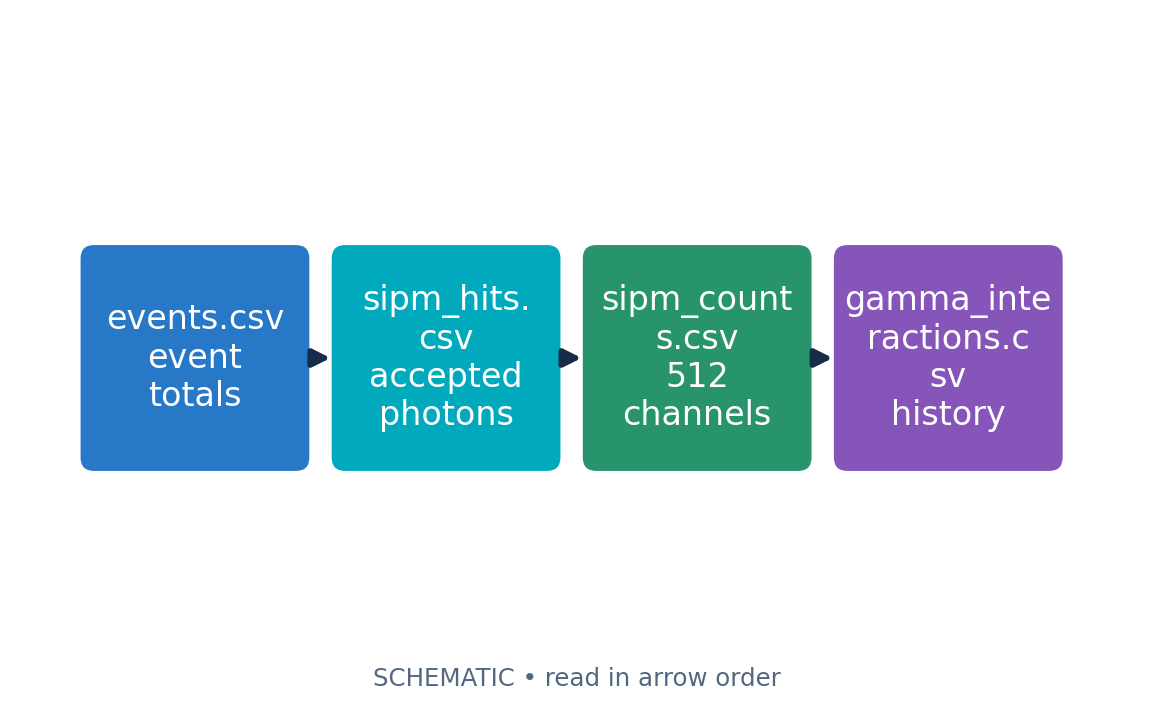 events.csv
event
totals
sipm_hits.
csv
accepted
photons
sipm_count
s.csv
512
channels
gamma_inte
ractions.c
sv
history
SCHEMATIC • read in arrow order